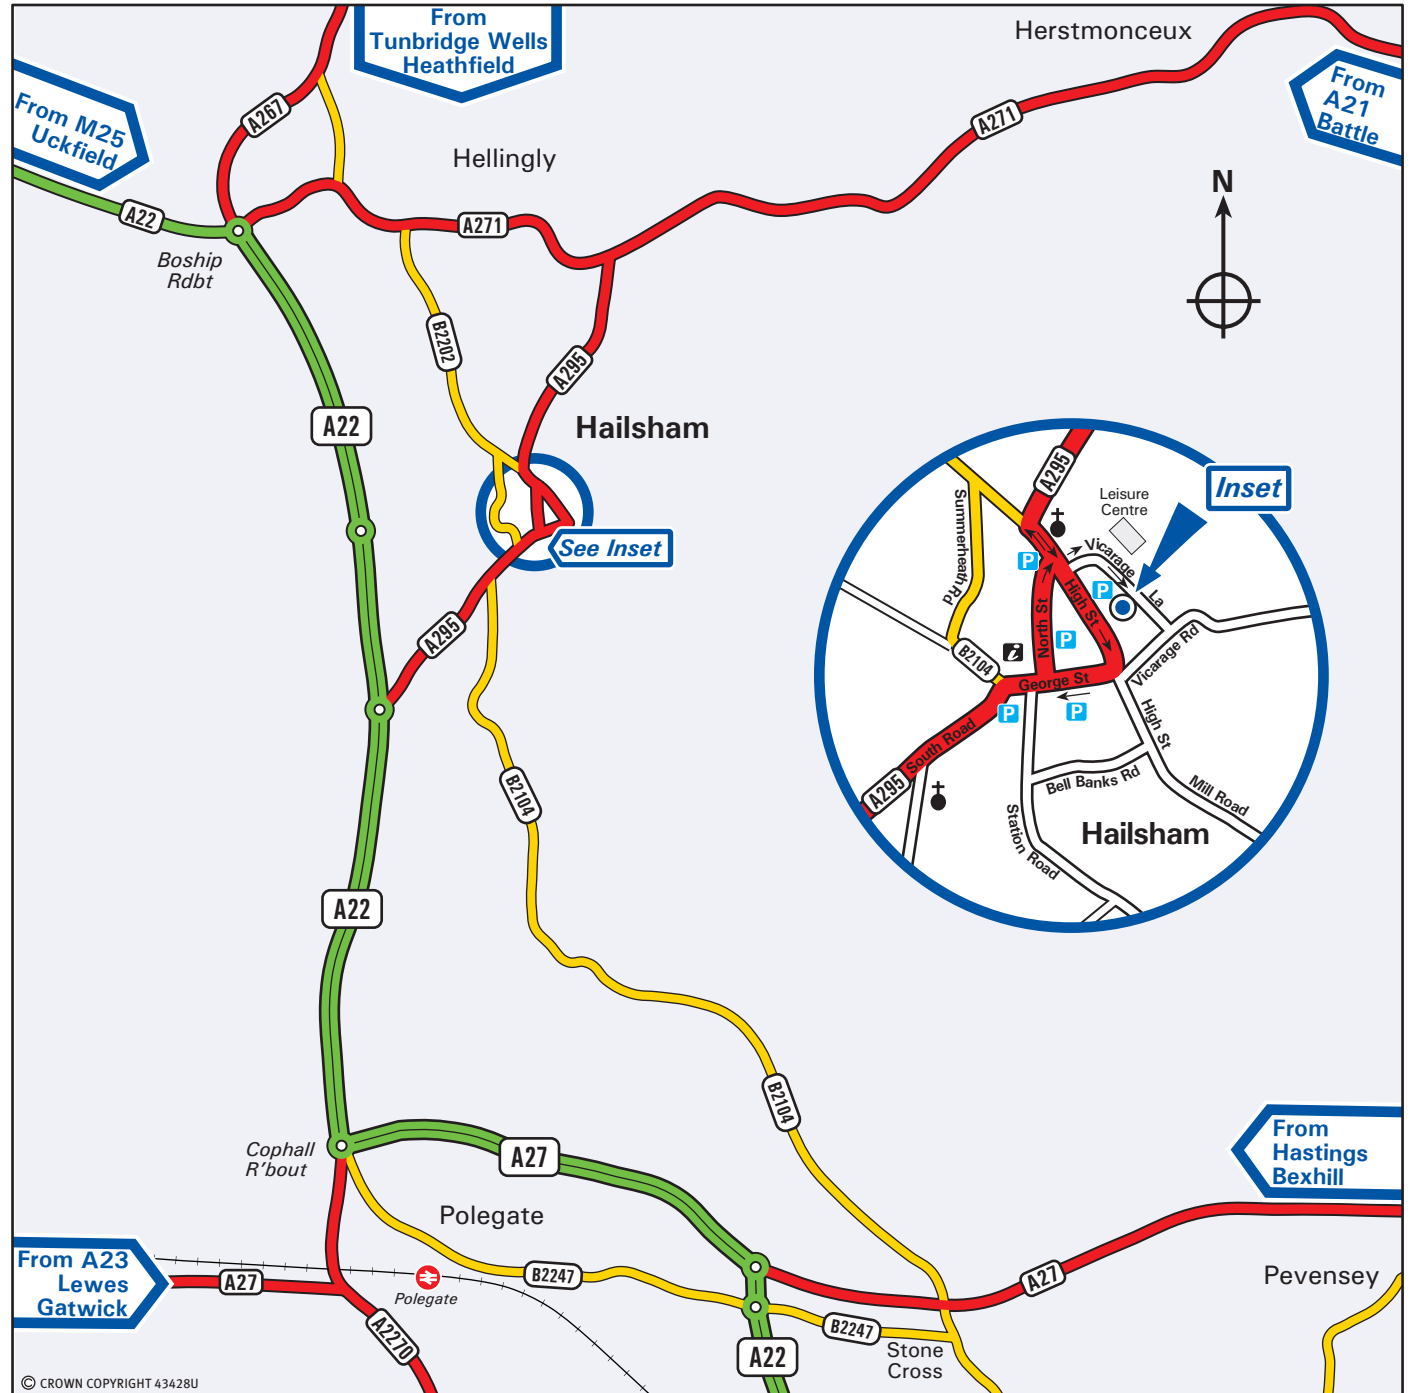 From
Tunbridge Wells
Heathfield
Herstmonceux
From M25
Uckfield
From
A21
Battle
A267
A271
Hellingly
N
A22
A271
Boship
Rdbt
B2202
A295
A22
Hailsham
A295
Inset
Leisure
Centre
Summerheath Rd
See Inset
P
Vicarage
La
P
High St
North St
P
A295
i
B2104
Vicarage Rd
George St
P
P
High St
South Road
A295
Bell Banks Rd
Mill Road
B2104
Station Road
Hailsham
A22
B2104
From
Hastings
Bexhill
Cophall
R'bout
A27
Polegate
From A23
Lewes
Gatwick
A27
Polegate
B2247
A27
Pevensey
A2270
B2247
Stone
Cross
A22
© CROWN COPYRIGHT 43428U